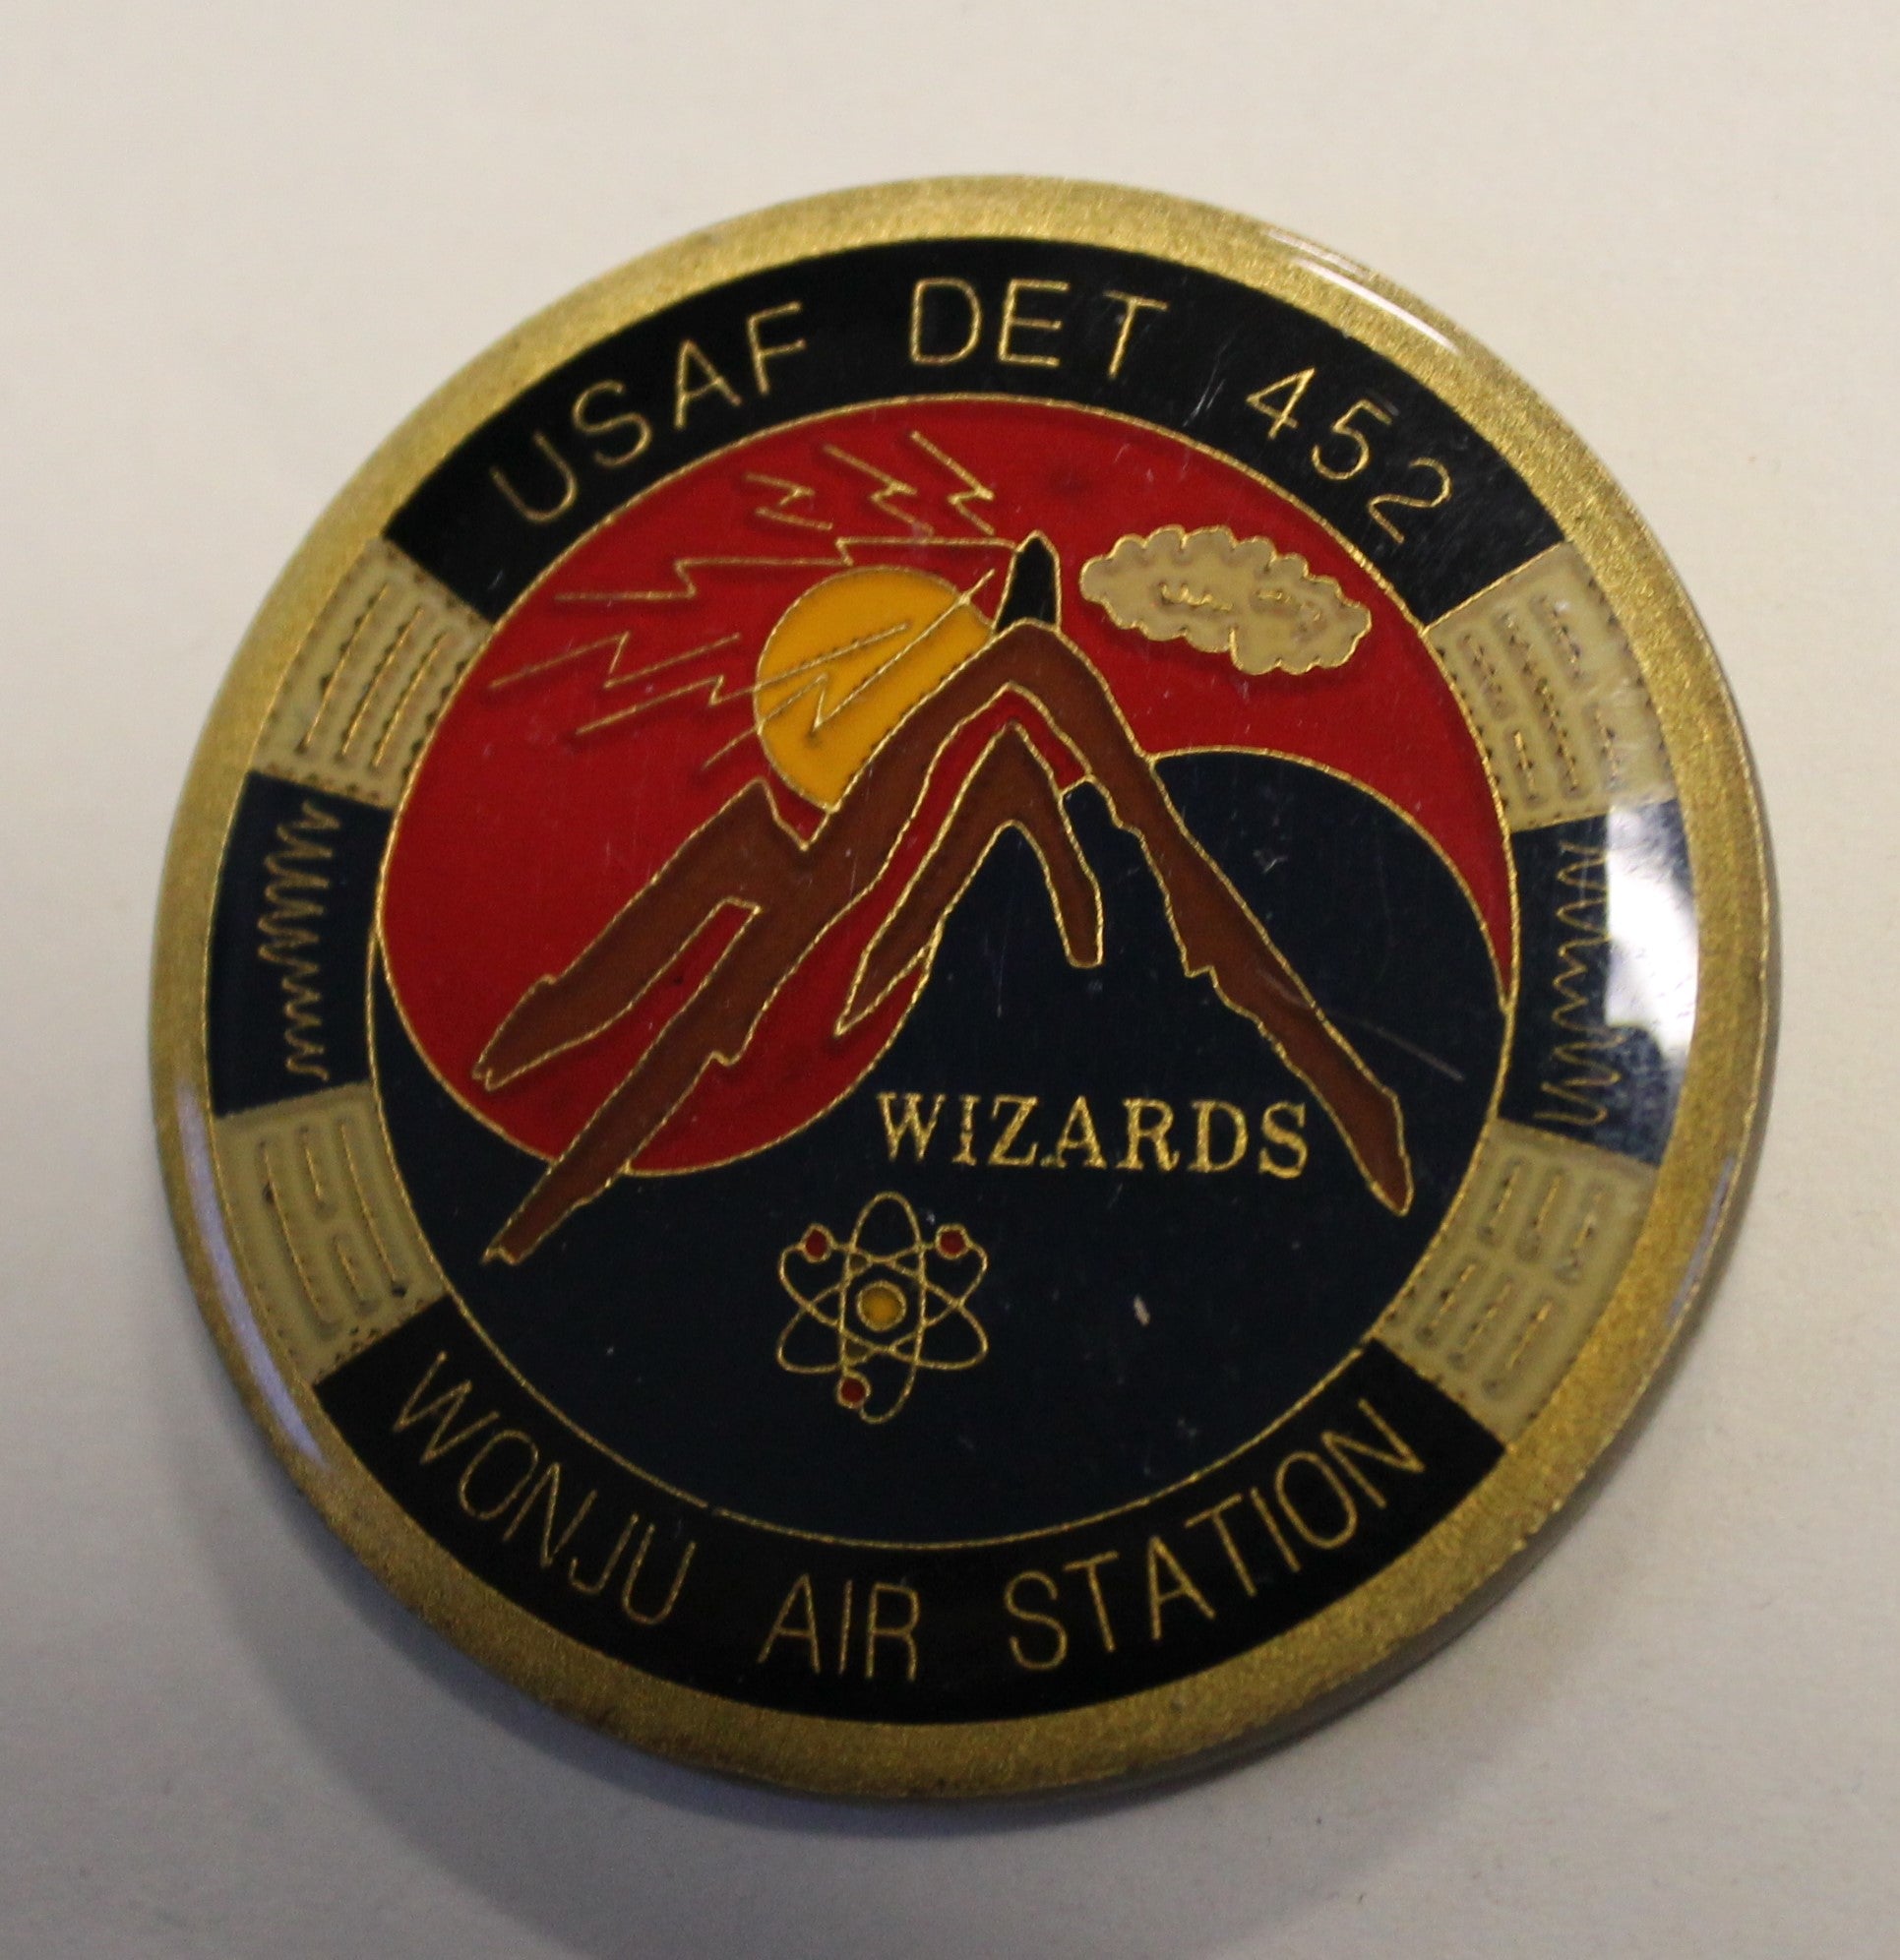 USAF DET 452
WIZARDS
WONJU AIR STATION